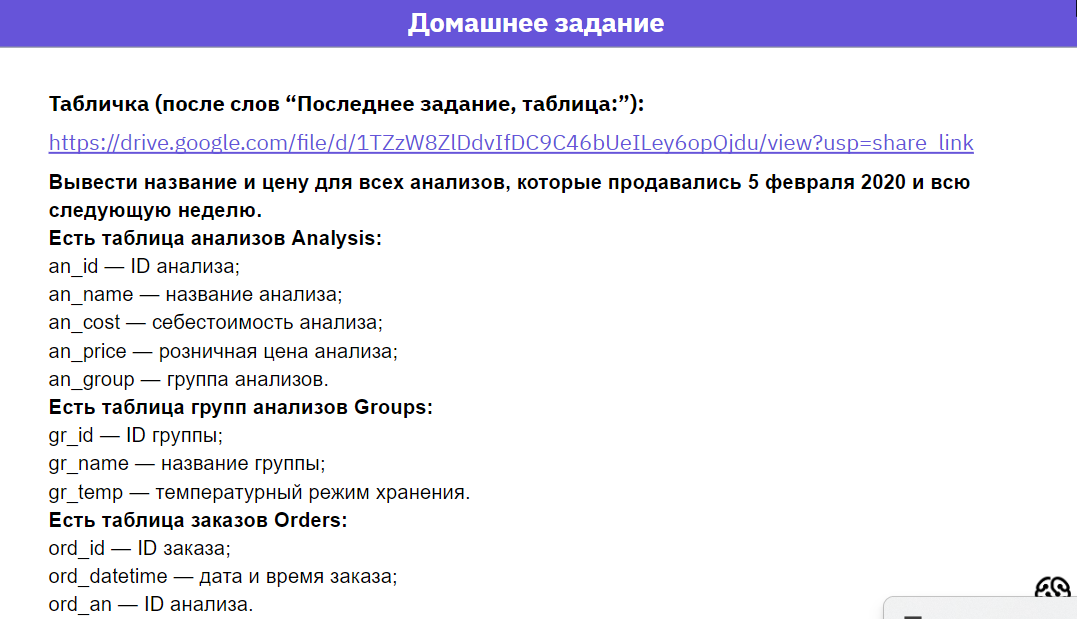 Домашнее задание
Табличка (после слов “Последнее задание, таблица:”):
https://drive.google.com/file/d/1TZzW8ZlDdvIfDC9C46bUeILey6opQjdu/view?usp=share_link
Вывести название и цену для всех анализов, которые продавались 5 февраля 2020 и всю
следующую неделю.
Есть таблица анализов Analysis:
an_id — ID анализа;
an_name — название анализа;
an_cost — себестоимость анализа;
an_price — розничная цена анализа;
an_group — группа анализов.
Есть таблица групп анализов Groups:
gr_id — ID группы;
gr_name — название группы;
gr_temp — температурный режим хранения.
Есть таблица заказов Orders:
ord_id — ID заказа;
ord_datetime — дата и время заказа;
ord_an — ID анализа.